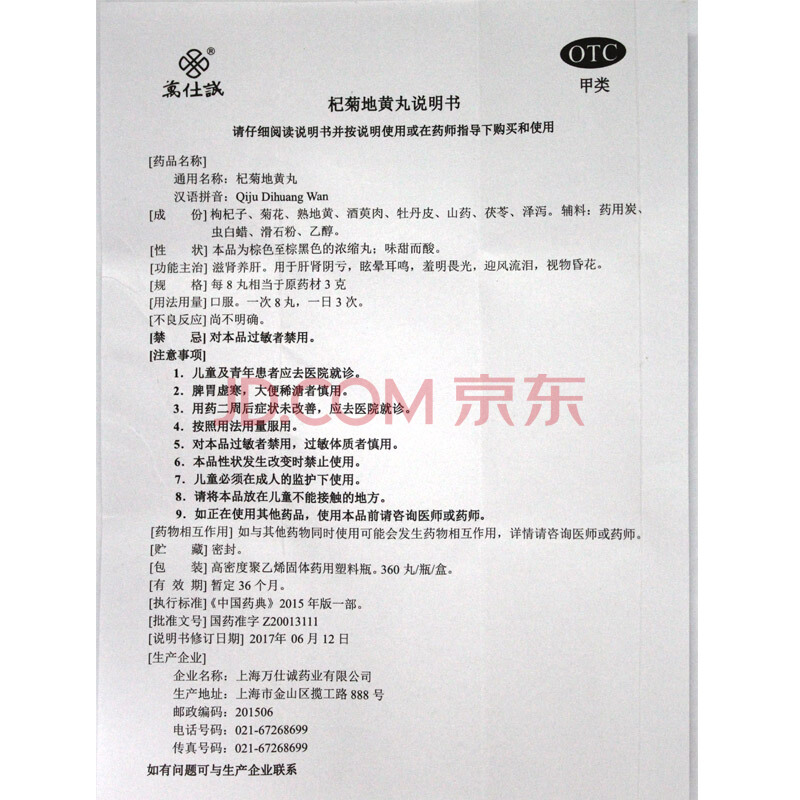 OTC
甲类
®
萬仕誠
杞菊地黄丸说明书
请仔细阅读说明书并按说明使用或在药师指导下购买和使用
[药品名称]
通用名称：杞菊地黄丸
汉语拼音：Qiju Dihuang Wan
[成 份] 枸杞子、菊花、熟地黄、酒萸肉、牡丹皮、山药、茯苓、泽泻。辅料：药用炭、
虫白蜡、滑石粉、乙醇。
[性 状] 本品为棕色至棕黑色的浓缩丸；味甜而酸。
[功能主治] 滋肾养肝。用于肝肾阴亏，眩晕耳鸣，羞明畏光，迎风流泪，视物昏花。
[规 格] 每 8 丸相当于原药材 3 克
[用法用量] 口服。一次 8 丸，一日 3 次。
[不良反应] 尚不明确。
[禁 忌] 对本品过敏者禁用。
[注意事项]
1．儿童及青年患者应去医院就诊。
2．脾胃虚寒，大便稀溏者慎用。
3．用药二周后症状未改善，应去医院就诊。
4．按照用法用量服用。
5．对本品过敏者禁用，过敏体质者慎用。
6．本品性状发生改变时禁止使用。
7．儿童必须在成人的监护下使用。
8．请将本品放在儿童不能接触的地方。
9．如正在使用其他药品，使用本品前请咨询医师或药师。
[药物相互作用] 如与其他药物同时使用可能会发生药物相互作用，详情请咨询医师或药师。
[贮 藏] 密封。
[包 装] 高密度聚乙烯固体药用塑料瓶。360 丸/瓶/盒。
[有 效 期] 暂定 36 个月。
[执行标准]《中国药典》2015 年版一部。
[批准文号] 国药准字 Z20013111
[说明书修订日期] 2017年 06 月 12 日
[生产企业]
企业名称：上海万仕诚药业有限公司
生产地址：上海市金山区揽工路 888 号
邮政编码：201506
电话号码：021-67268699
传真号码：021-67268699
如有问题可与生产企业联系
JD.COM 京东